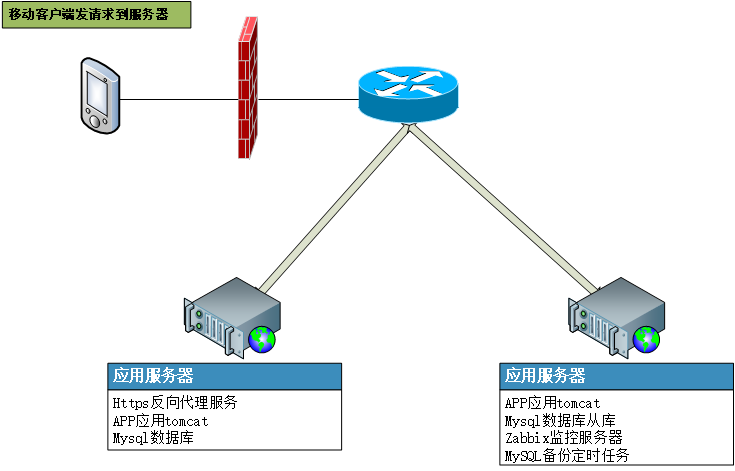 移动客户端发请求到服务器
应用服务器
Https反向代理服务
APP应用tomcat
Mysql数据库
应用服务器
APP应用tomcat
Mysql数据库从库
Zabbix监控服务器
MySQL备份定时任务